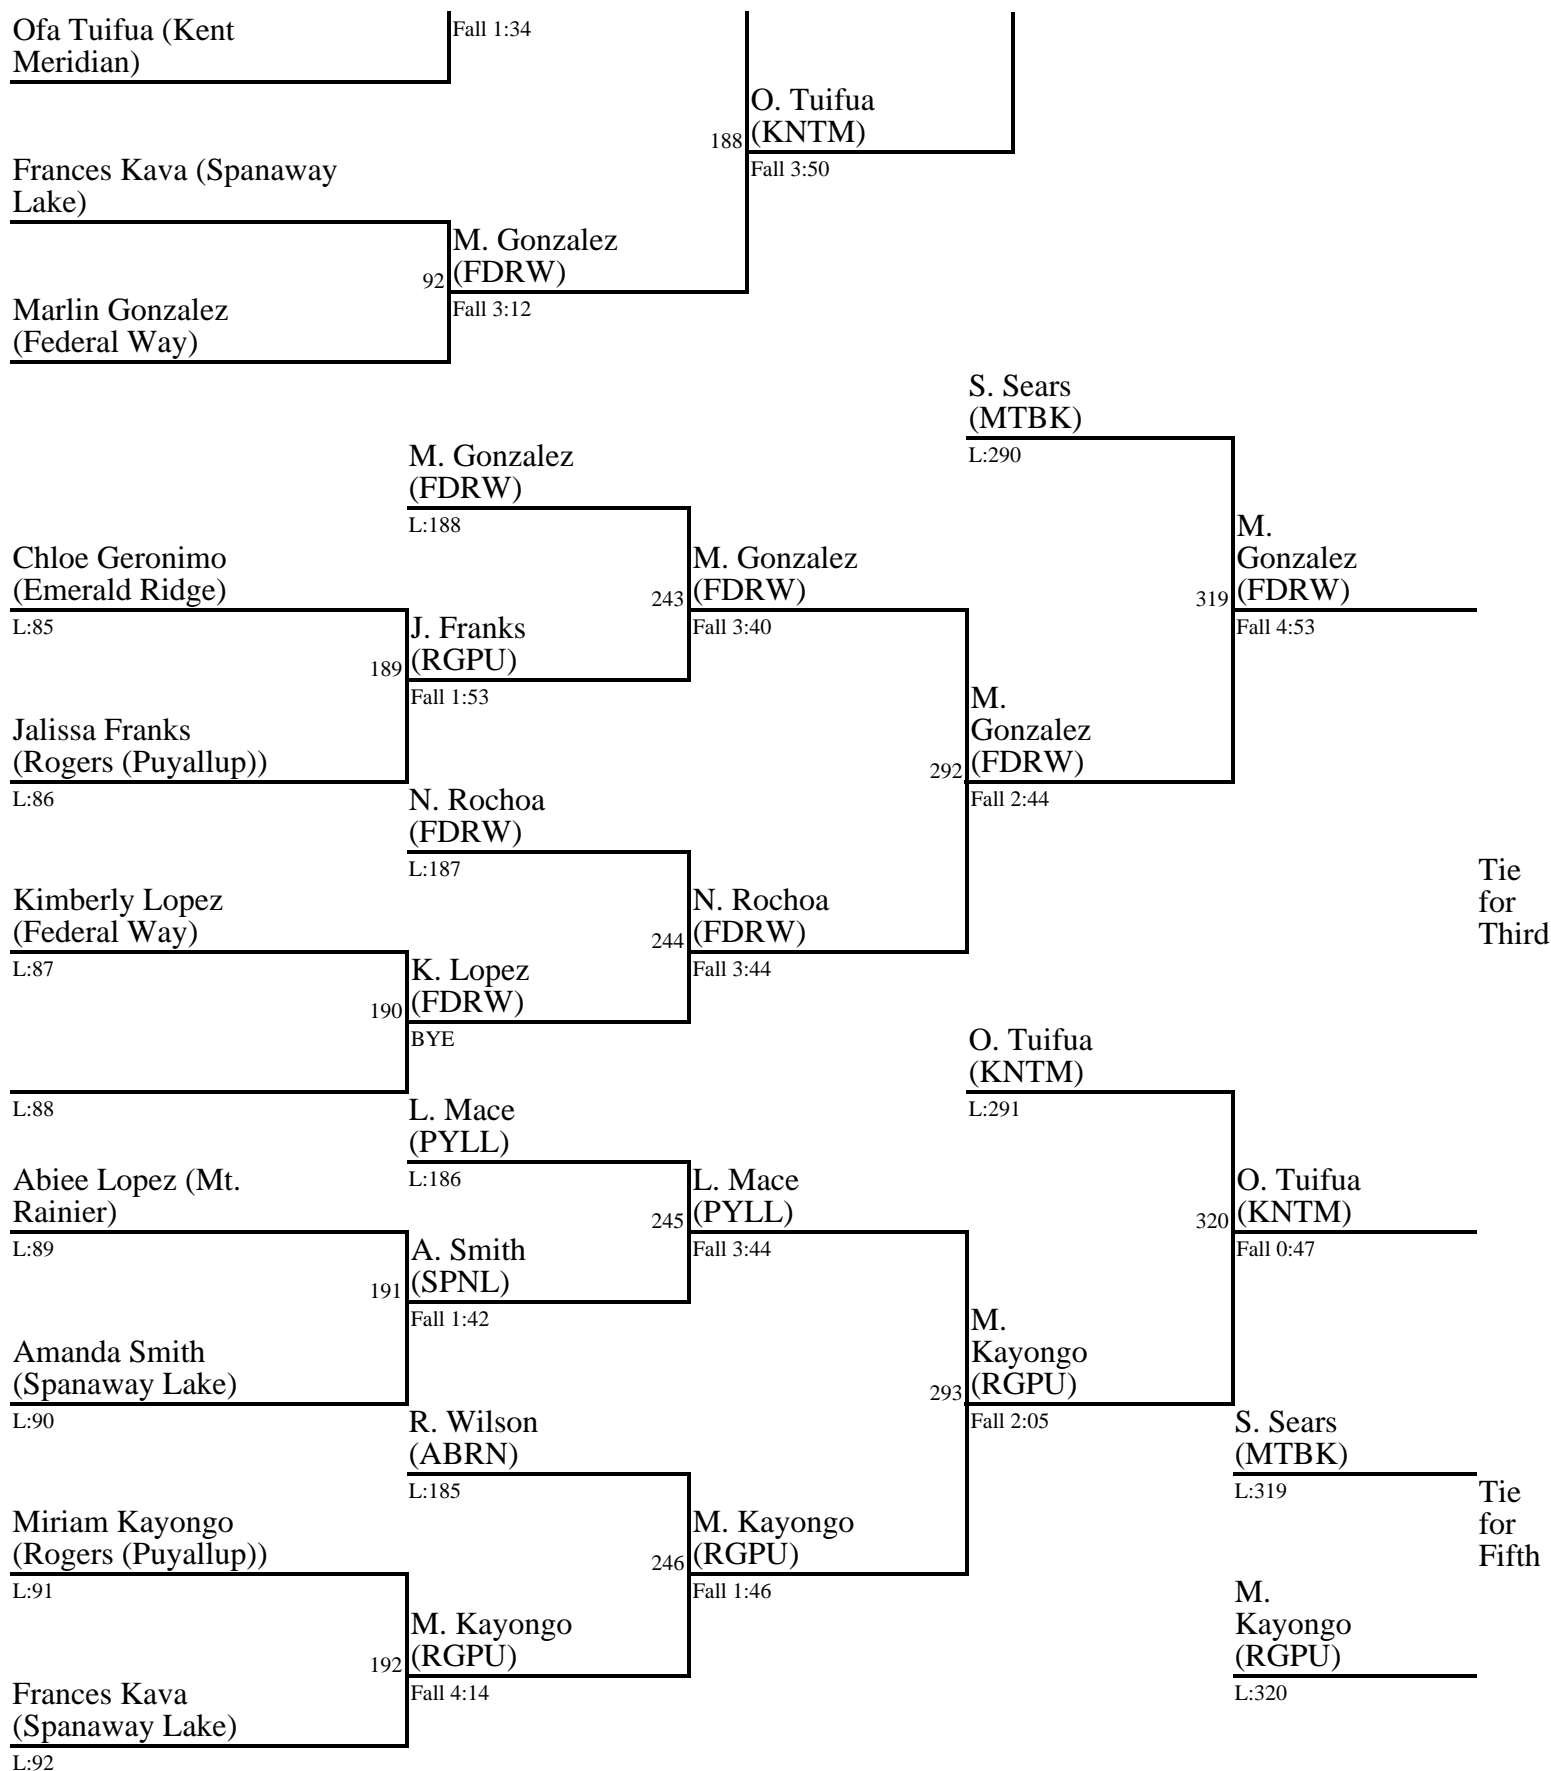 Ofa Tuifua (Kent
Meridian)
Fall 1:34
O. Tuifua
188
(KNTM)
Fall 3:50
Frances Kava (Spanaway
Lake)
M. Gonzalez
92
(FDRW)
Fall 3:12
Marlin Gonzalez
(Federal Way)
S. Sears
(MTBK)
L:290
M. Gonzalez
(FDRW)
L:188
M.
Gonzalez
319
(FDRW)
Fall 4:53
Chloe Geronimo
(Emerald Ridge)
L:85
M. Gonzalez
243
(FDRW)
Fall 3:40
J. Franks
189
(RGPU)
Fall 1:53
M.
Gonzalez
292
(FDRW)
Fall 2:44
Jalissa Franks
(Rogers (Puyallup))
L:86
N. Rochoa
(FDRW)
L:187
Tie
for
Third
Kimberly Lopez
(Federal Way)
L:87
N. Rochoa
244
(FDRW)
Fall 3:44
K. Lopez
190
(FDRW)
BYE
O. Tuifua
(KNTM)
L:291
L:88
L. Mace
(PYLL)
L:186
Abiee Lopez (Mt.
Rainier)
L:89
L. Mace
245
(PYLL)
Fall 3:44
O. Tuifua
320
(KNTM)
Fall 0:47
A. Smith
191
(SPNL)
Fall 1:42
M.
Kayongo
293
(RGPU)
Fall 2:05
Amanda Smith
(Spanaway Lake)
L:90
R. Wilson
(ABRN)
L:185
S. Sears
(MTBK)
L:319
Tie
for
Fifth
Miriam Kayongo
(Rogers (Puyallup))
L:91
M. Kayongo
246
(RGPU)
Fall 1:46
M.
Kayongo
(RGPU)
L:320
M. Kayongo
192
(RGPU)
Fall 4:14
Frances Kava
(Spanaway Lake)
L:92